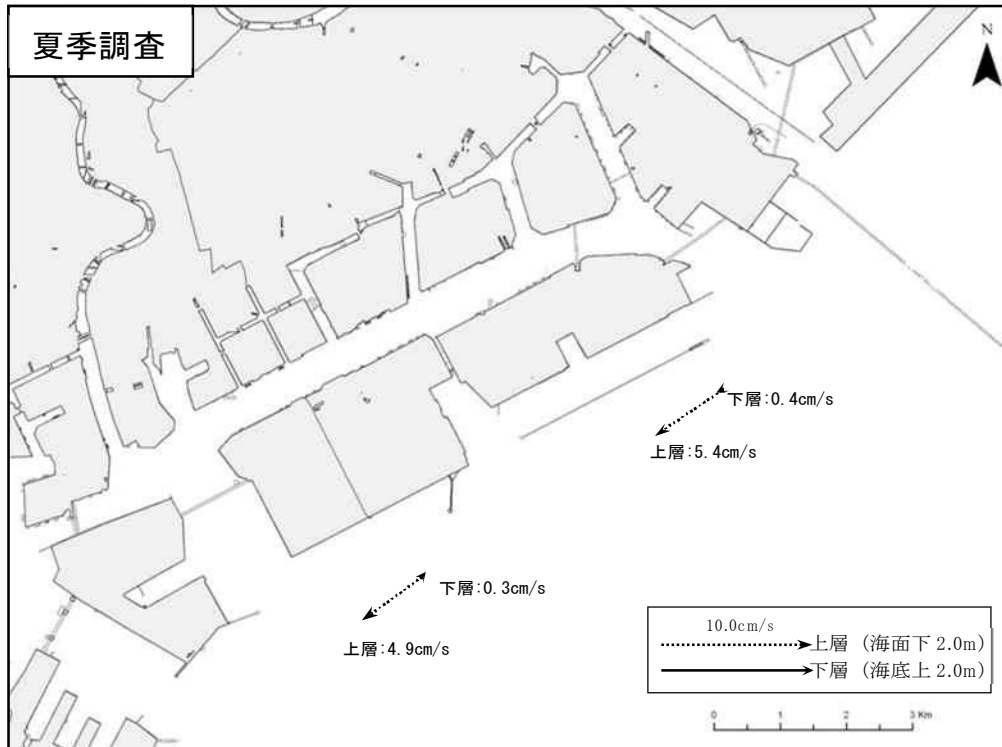 夏季調査
N
下層:0.4cm/s
上層:5.4cm/s
下層:0.3cm/s
上層:4.9cm/s
10.0cm/s
上層 (海面下 2.0m)
下層 (海底上 2.0m)
0 1 2 3 Km